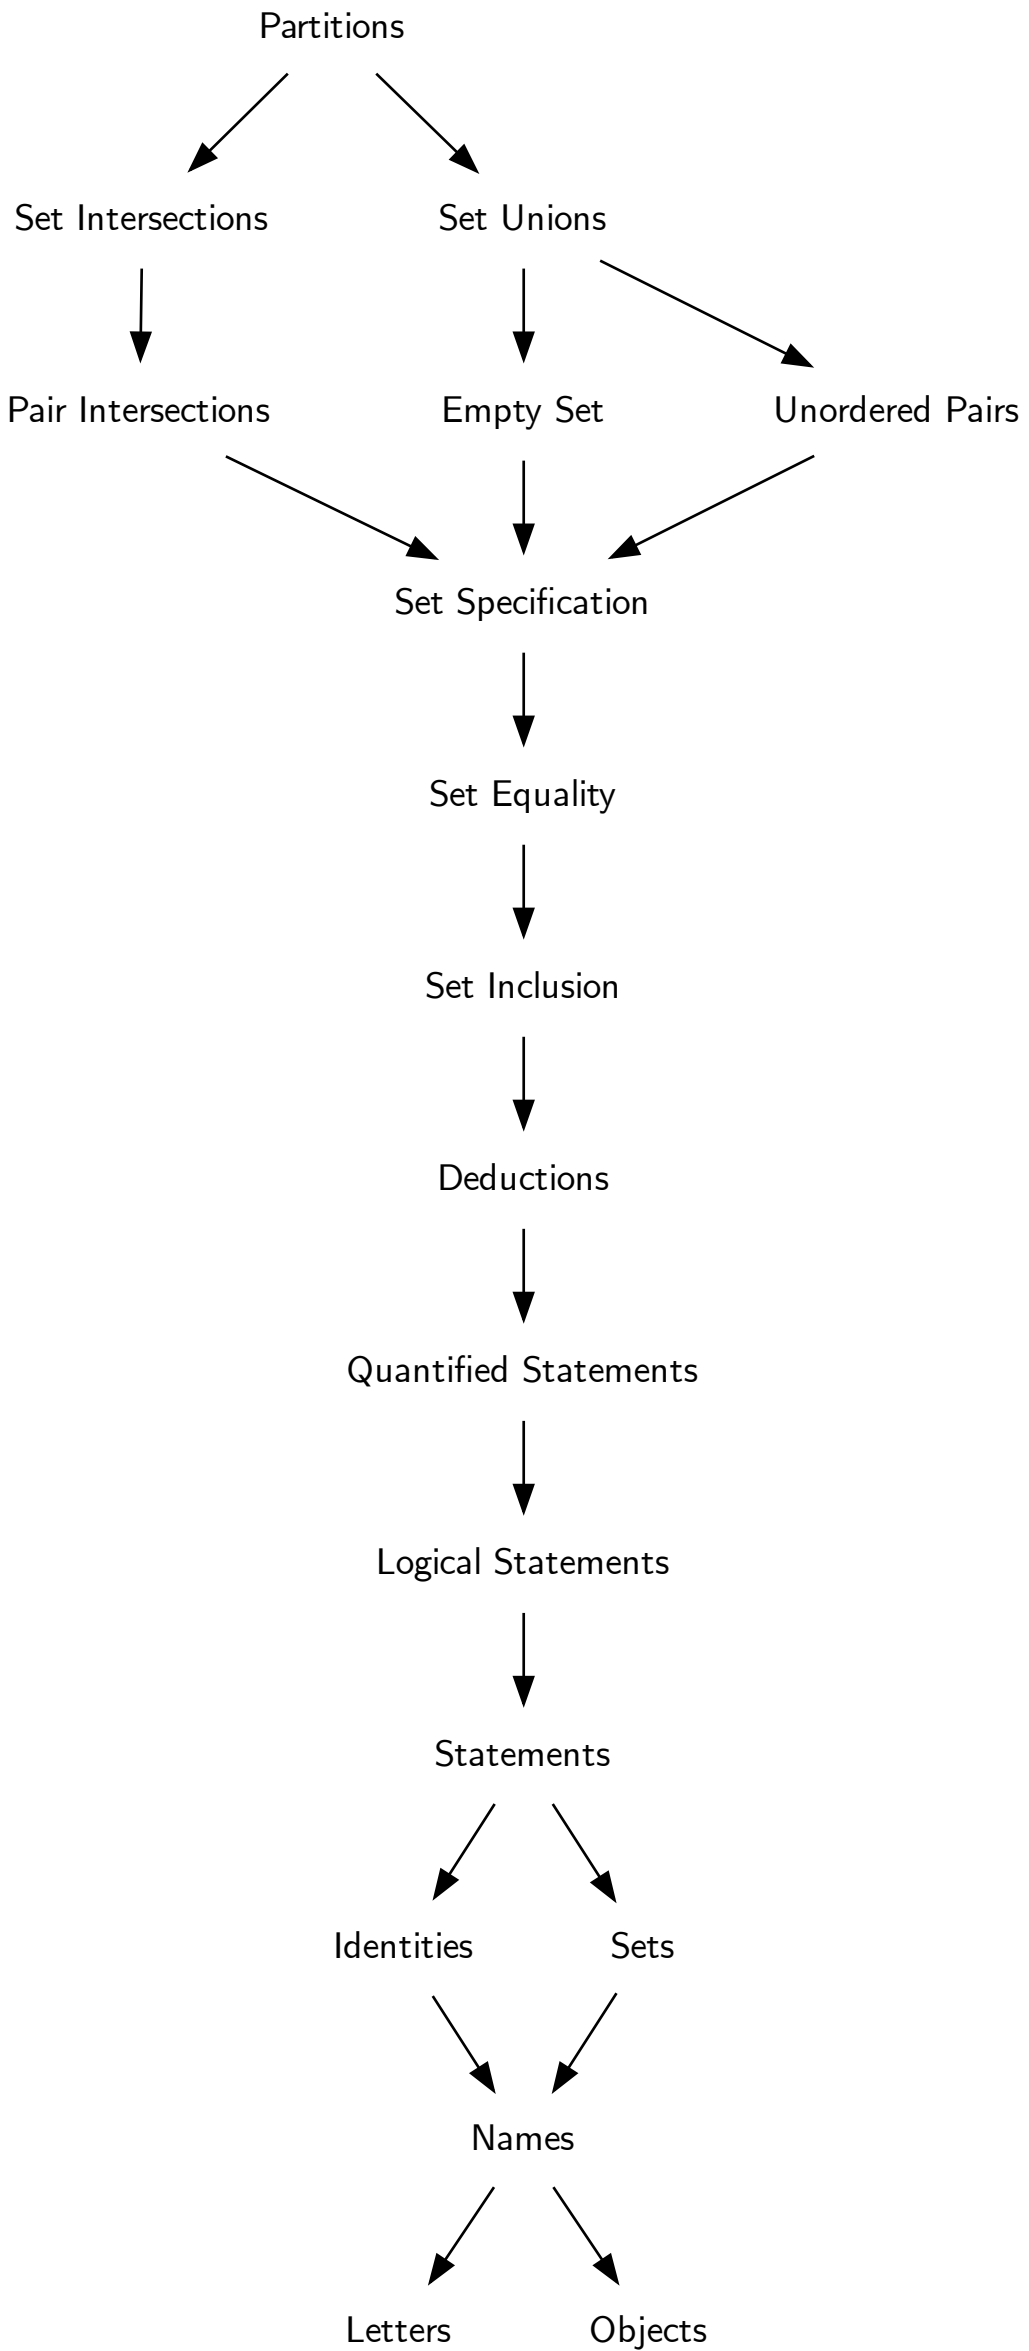 Partitions
Set Intersections
Set Unions
Pair Intersections
Empty Set
Unordered Pairs
Set Specification
Set Equality
Set Inclusion
Deductions
Quantified Statements
Logical Statements
Statements
Identities
Sets
Names
Letters
Objects